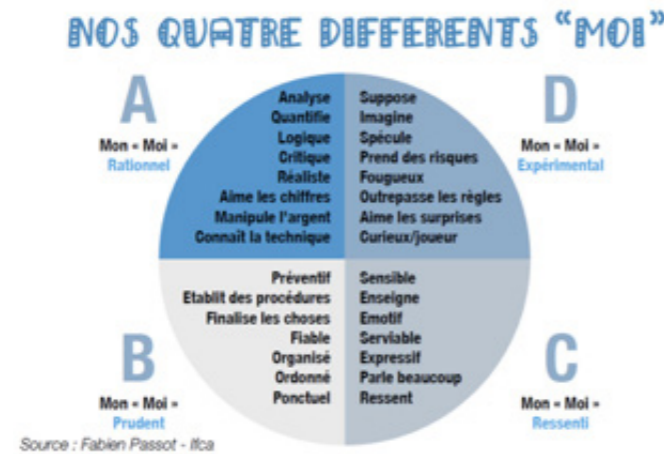 NOS QUATRE DIFFERENTS “MOI”
A
Mon « Moi »
Rationnel
Analyse
Quantifie
Logique
Critique
Réaliste
Aime les chiffres
Manipule l'argent
Connaît la technique
Suppose
Imagine
Spécule
Prend des risques
Fougueux
Outrepasse les règles
Aime les surprises
Curieux/joueur
D
Mon « Moi »
Expérimental
B
Mon « Moi »
Prudent
Préventif
Etablit des procédures
Finalise les choses
Fiable
Organisé
Ordonné
Ponctuel
Sensible
Enseigne
Emotif
Serviable
Expressif
Parle beaucoup
Ressent
C
Mon « Moi »
Ressenti
Source : Fabien Passot - Ifca